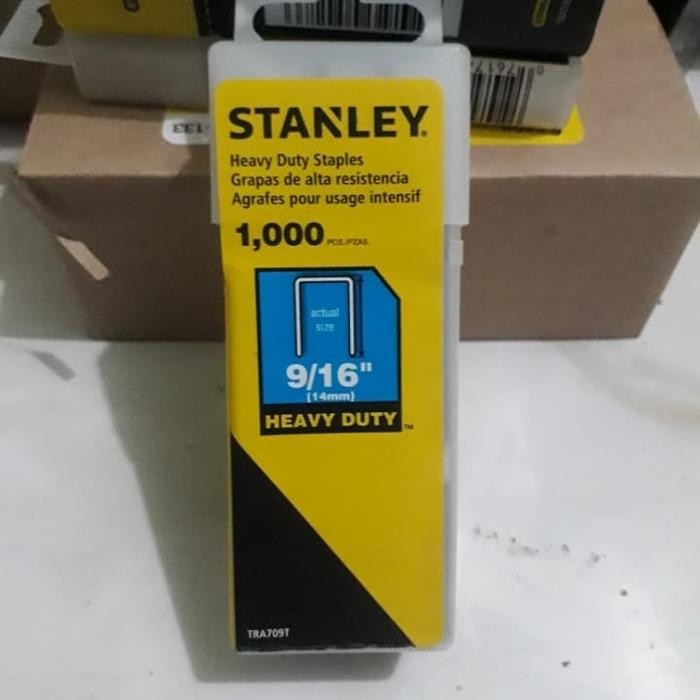 STANLEY®
Heavy Duty Staples
Grapas de alta resistencia
Agrafes pour usage intensif
1,000 PCS./PZAS.
actual
size
9/16"
(14mm)
HEAVY DUTY™
TRA709T